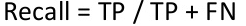 Recall = TP / TP + FN